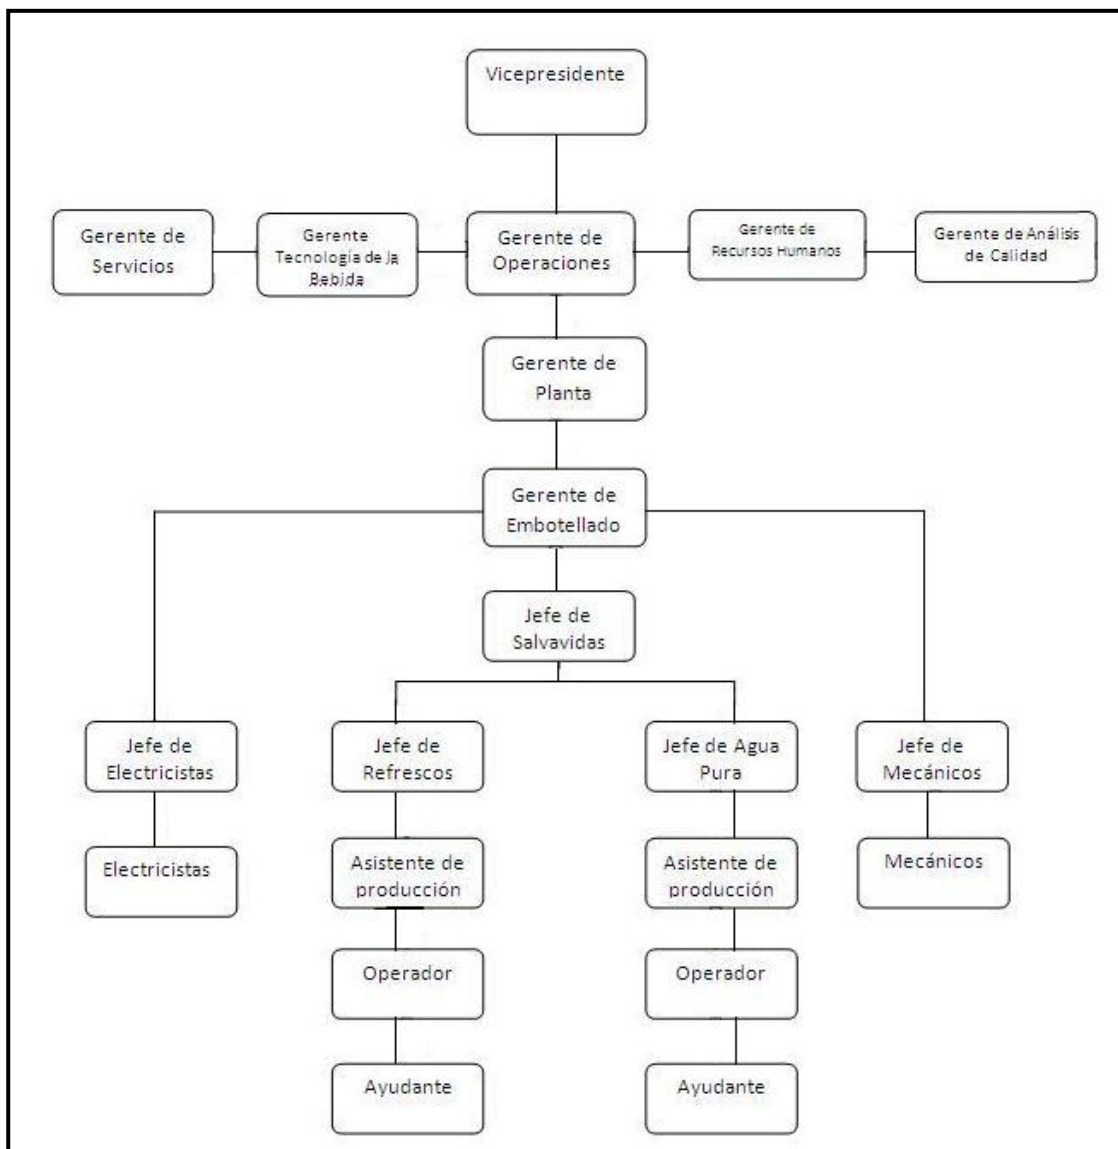 Vicepresidente
Gerente de
Servicios
Gerente
Tecnología de la
Bebida
Gerente de
Operaciones
Gerente de
Recursos Humanos
Gerente de Análisis
de Calidad
Gerente de
Planta
Gerente de
Embotellado
Jefe de
Salvavidas
Jefe de
Electricistas
Jefe de
Refrescos
Jefe de Agua
Pura
Jefe de
Mecánicos
Electricistas
Asistente de
producción
Asistente de
producción
Mecánicos
Operador
Operador
Ayudante
Ayudante